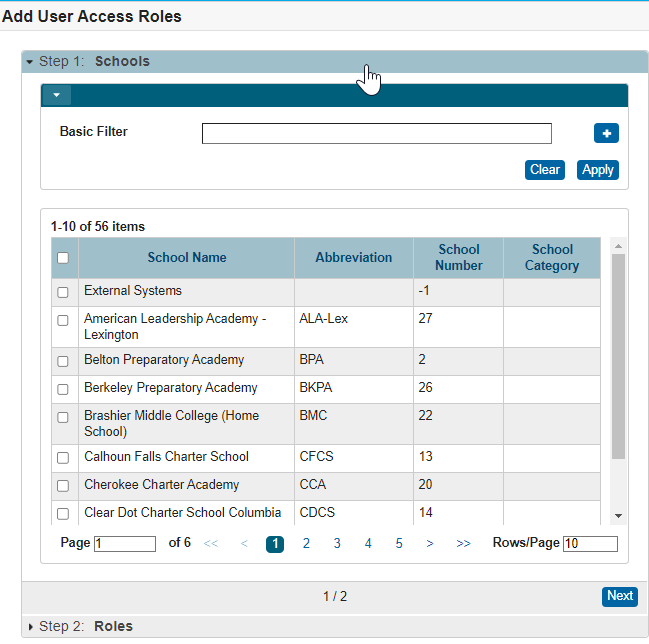 Add User Access Roles
Step 1: Schools
Basic Filter
+
Clear Apply
1-10 of 56 items
School Name Abbreviation School Number School Category
External Systems -1
American Leadership Academy - Lexington ALA-Lex 27
Belton Preparatory Academy BPA 2
Berkeley Preparatory Academy BKPA 26
Brashier Middle College (Home School) BMC 22
Calhoun Falls Charter School CFCS 13
Cherokee Charter Academy CCA 20
Clear Dot Charter School Columbia CDCS 14
Page 1 of 6 << < 1 2 3 4 5 > >> Rows/Page 10
1 / 2 Next
Step 2: Roles